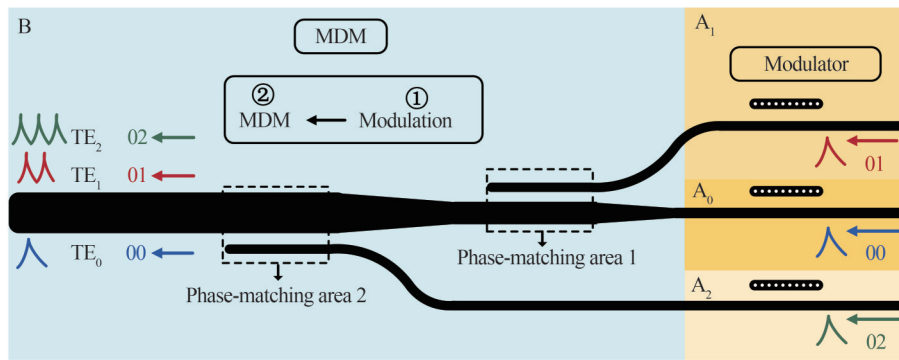 B
MDM
② ①
MDM Modulation
TE₂ 02
TE₁ 01
TE₀ 00
Phase-matching area 2
Phase-matching area 1
A₁
Modulator
01
A₀
00
A₂
02